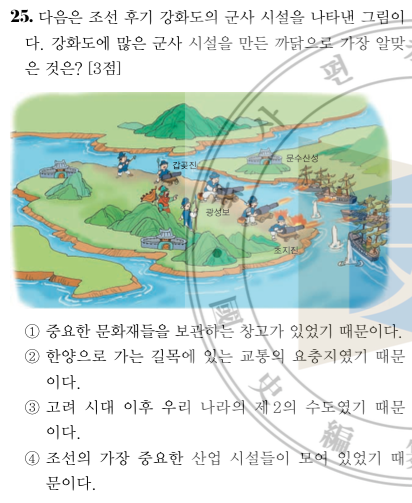 25. 다음은 조선 후기 강화도의 군사 시설을 나타낸 그림이
다. 강화도에 많은 군사 시설을 만든 까닭으로 가장 알맞
은 것은? [3점]
갑곶진
문수산성
광성보
초지진
① 중요한 문화재들을 보관하는 창고가 있었기 때문이다.
② 한양으로 가는 길목에 있는 교통의 요충지였기 때문
이다.
③ 고려 시대 이후 우리 나라의 제2의 수도였기 때문
이다.
④ 조선의 가장 중요한 산업 시설들이 모여 있었기 때
문이다.
사
편
國
史
編